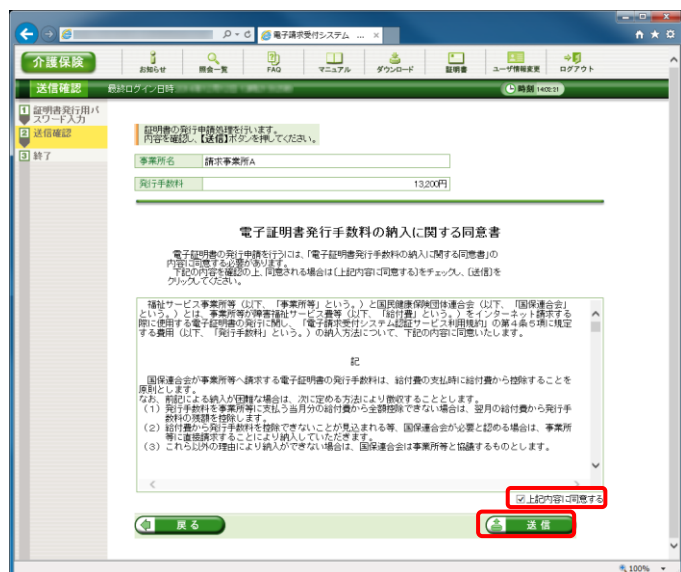 電子請求受付システム ...
介護保険
お知らせ
照会一覧
FAQ
マニュアル
ダウンロード
証明書
ユーザ情報変更
ログアウト
送信確認
最終ログイン日時
時刻
1 証明書発行用パスワード入力
2 送信確認
3 終了
証明書の発行申請処理を行います。
内容を確認し、【送信】ボタンを押してください。
事業所名 請求事業所A
発行手数料 13,200円
電子証明書発行手数料の納入に関する同意書
電子証明書の発行申請を行うには、「電子証明書発行手数料の納入に関する同意書」の
内容に同意する必要があります。
下記の内容を確認の上、同意される場合は[上記内容に同意する]をチェックし、[送信]を
クリックしてください。
福祉サービス事業所等（以下、「事業所等」という。）と国民健康保険団体連合会（以下、「国保連合会」
という。）とは、事業所等が障害福祉サービス費等（以下、「給付費」という。）をインターネット請求する
際に使用する電子証明書の発行に関し、「電子請求受付システム認証サービス利用規約」の第４条５項に規定
する費用（以下、「発行手数料」という。）の納入方法について、下記の内容に同意いたします。
記
国保連合会が事業所等へ請求する電子証明書の発行手数料は、給付費の支払時に給付費から控除することを
原則とします。
なお、前記による納入が困難な場合は、次に定める方法により徴収することとします。
（１）発行手数料を事業所等に支払う当月分の給付費から全額控除できない場合は、翌月の給付費から発行手
数料の残額を控除します。
（２）給付費から発行手数料を控除できないことが見込まれる等、国保連合会が必要と認める場合は、事業所
等に直接請求することにより納入していただきます。
（３）これら以外の理由により納入ができない場合は、国保連合会は事業所等と協議するものとします。
上記内容に同意する
戻る
送信
100%